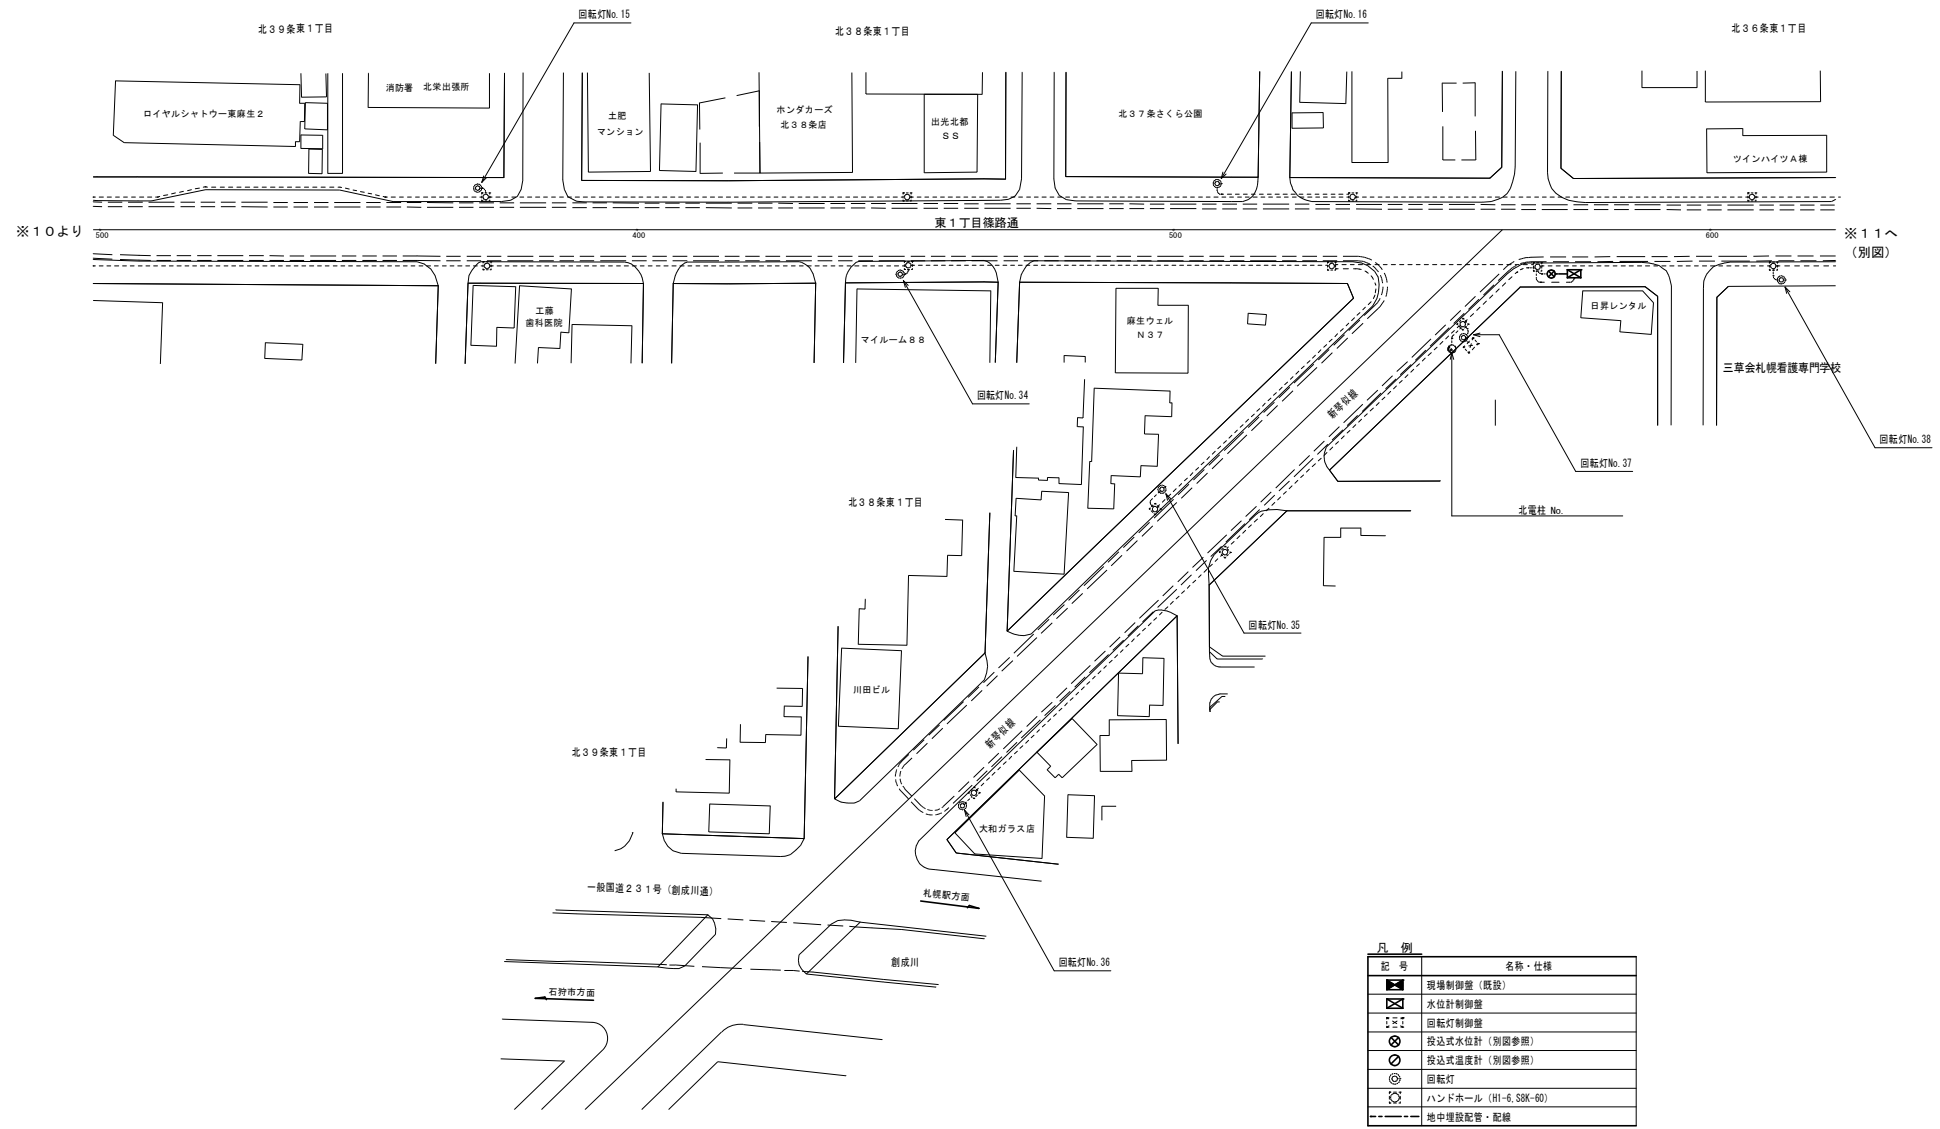 回転灯No.15
回転灯No.16
北３９条東１丁目
北３８条東１丁目
北３６条東１丁目
ロイヤルシャトウー東麻生２
消防署　北栄出張所
土肥
マンション
ホンダカーズ
北３８条店
出光北都
ＳＳ
北３７条さくら公園
ツインハイツＡ棟
東１丁目篠路通
※１０より
500
400
500
600
※１１へ
（別図）
工藤
歯科医院
マイルーム８８
麻生ウェル
Ｎ３７
日昇レンタル
三草会札幌看護専門学校
回転灯No.34
新琴似線
回転灯No.38
回転灯No.37
北電柱 No.
北３８条東１丁目
回転灯No.35
川田ビル
新琴似線
北３９条東１丁目
大和ガラス店
一般国道２３１号（創成川通）
札幌駅方面
創成川
回転灯No.36
石狩市方面
凡　例
記　号　名称・仕様
現場制御盤（既設）
水位計制御盤
回転灯制御盤
投込式水位計（別図参照）
投込式温度計（別図参照）
回転灯
ハンドホール（H1-6,S8K-60）
地中埋設配管・配線